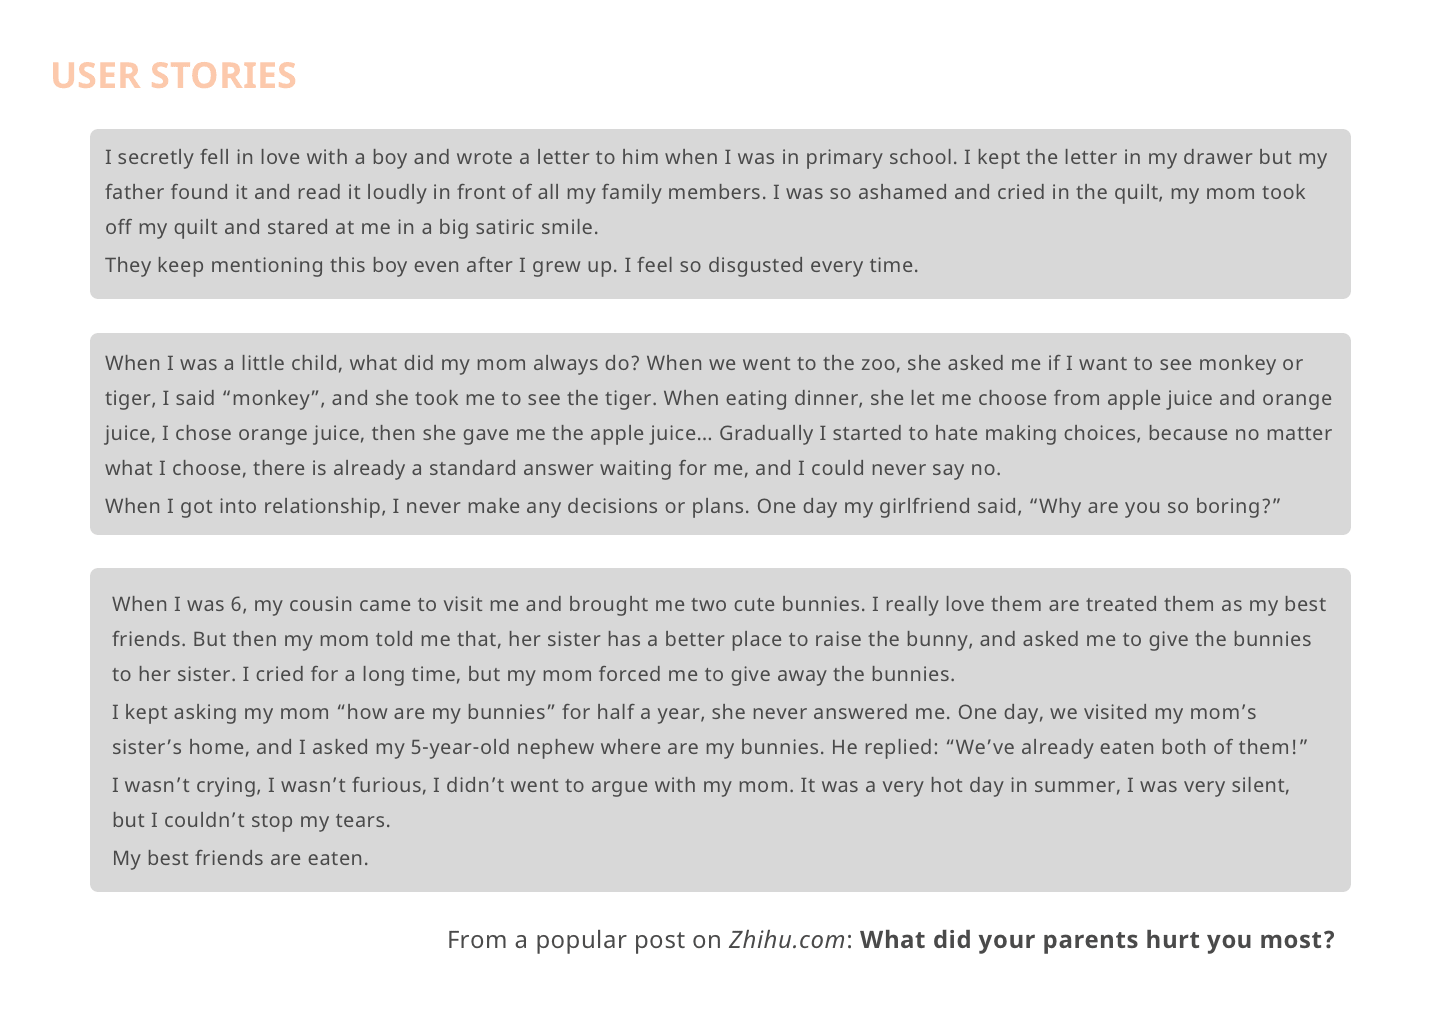 USER STORIES
I secretly fell in love with a boy and wrote a letter to him when I was in primary school. I kept the letter in my drawer but my
father found it and read it loudly in front of all my family members. I was so ashamed and cried in the quilt, my mom took
off my quilt and stared at me in a big satiric smile.
They keep mentioning this boy even after I grew up. I feel so disgusted every time.
When I was a little child, what did my mom always do? When we went to the zoo, she asked me if I want to see monkey or
tiger, I said “monkey”, and she took me to see the tiger. When eating dinner, she let me choose from apple juice and orange
juice, I chose orange juice, then she gave me the apple juice… Gradually I started to hate making choices, because no matter
what I choose, there is already a standard answer waiting for me, and I could never say no.
When I got into relationship, I never make any decisions or plans. One day my girlfriend said, “Why are you so boring?”
When I was 6, my cousin came to visit me and brought me two cute bunnies. I really love them are treated them as my best
friends. But then my mom told me that, her sister has a better place to raise the bunny, and asked me to give the bunnies
to her sister. I cried for a long time, but my mom forced me to give away the bunnies.
I kept asking my mom “how are my bunnies” for half a year, she never answered me. One day, we visited my mom’s
sister’s home, and I asked my 5-year-old nephew where are my bunnies. He replied: “We’ve already eaten both of them!”
I wasn’t crying, I wasn’t furious, I didn’t went to argue with my mom. It was a very hot day in summer, I was very silent,
but I couldn’t stop my tears.
My best friends are eaten.
From a popular post on Zhihu.com: What did your parents hurt you most?